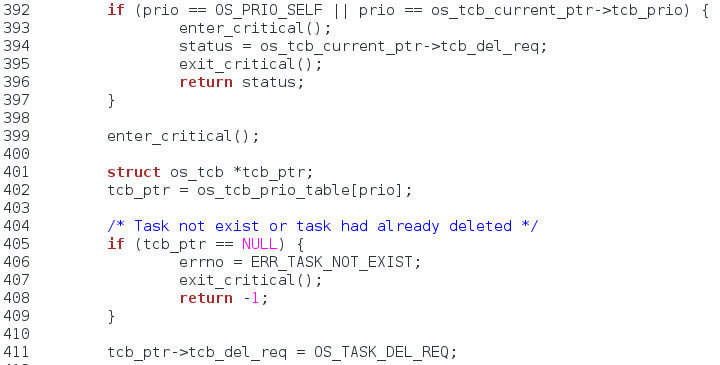 392         if (prio == OS_PRIO_SELF || prio == os_tcb_current_ptr->tcb_prio) {
393                 enter_critical();
394                 status = os_tcb_current_ptr->tcb_del_req;
395                 exit_critical();
396                 return status;
397         }
398
399         enter_critical();
400
401         struct os_tcb *tcb_ptr;
402         tcb_ptr = os_tcb_prio_table[prio];
403
404         /* Task not exist or task had already deleted */
405         if (tcb_ptr == NULL) {
406                 errno = ERR_TASK_NOT_EXIST;
407                 exit_critical();
408                 return -1;
409         }
410
411         tcb_ptr->tcb_del_req = OS_TASK_DEL_REQ;